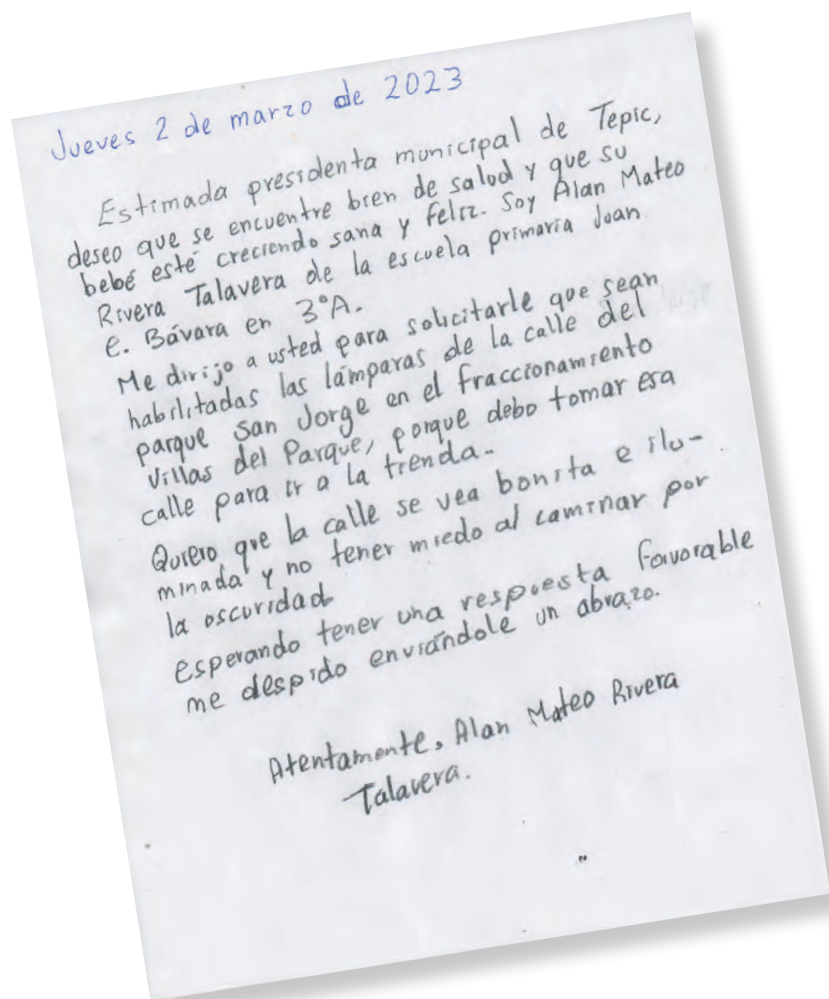 Jueves 2 de marzo de 2023
Estimada presidenta municipal de Tepic,
deseo que se encuentre bien de salud y que su
bebé esté creciendo sana y feliz. Soy Alan Mateo
Rivera Talavera de la escuela primaria Juan
E. Bávara en 3°A.
Me dirijo a usted para solicitarle que sean
habilitadas las lámparas de la calle del
parque San Jorge en el fraccionamiento
Villas del Parque, porque debo tomar esa
calle para ir a la tienda.
Quiero que la calle se vea bonita e ilu-
minada y no tener miedo al caminar por
la oscuridad
Esperando tener una respuesta favorable
me despido enviándole un abrazo.
Atentamente, Alan Mateo Rivera
Talavera.